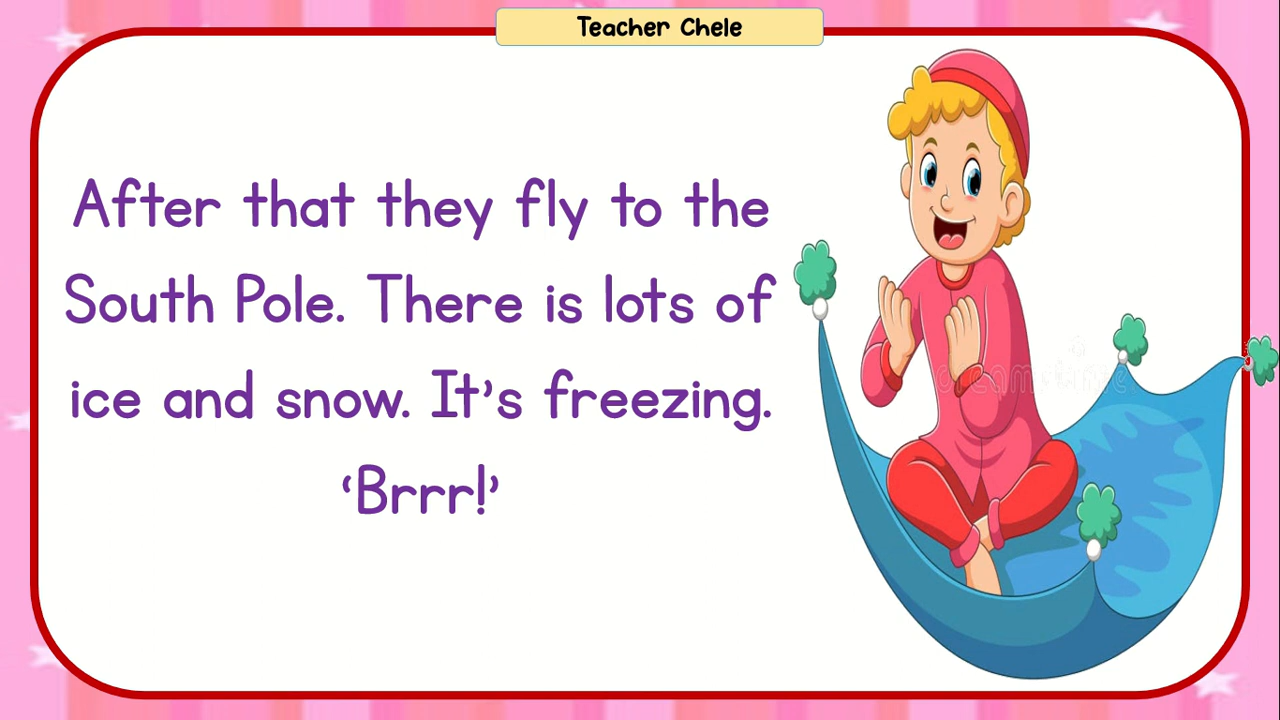 Teacher Chele
After that they fly to the
South Pole. There is lots of
ice and snow. It’s freezing.
‘Brrr!’